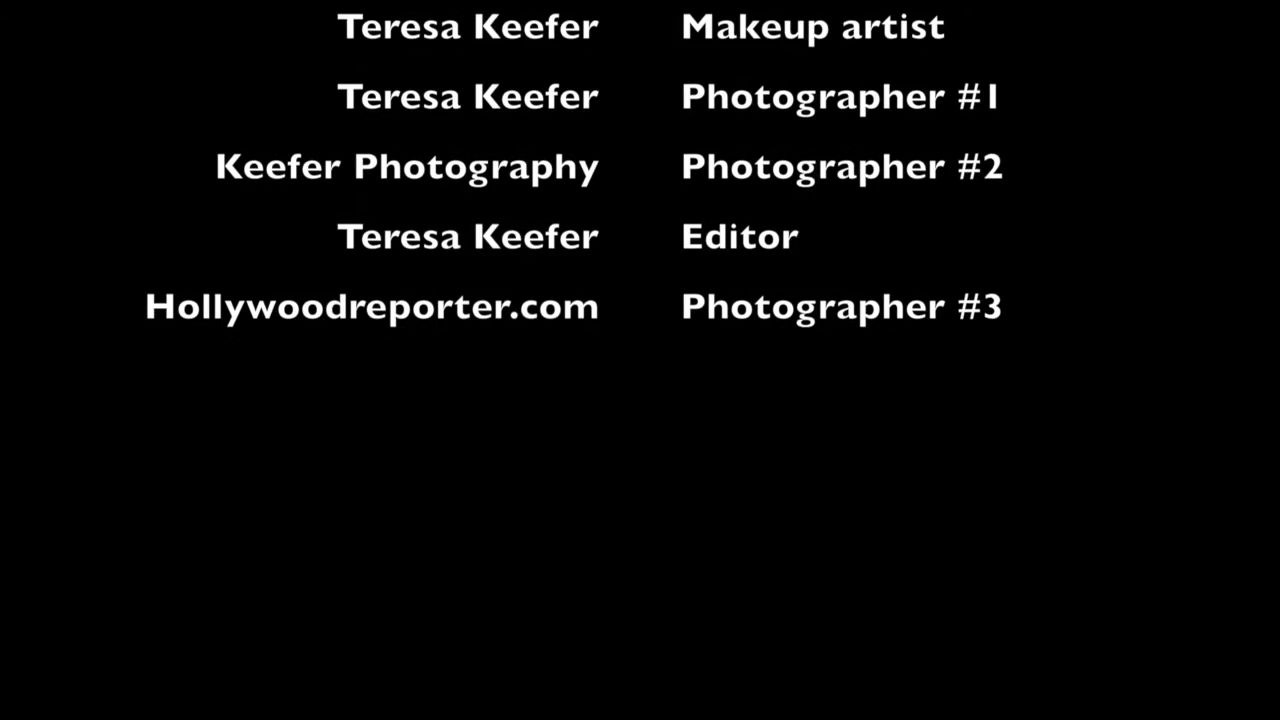 Teresa Keefer Makeup artist
Teresa Keefer Photographer #1
Keefer Photography Photographer #2
Teresa Keefer Editor
Hollywoodreporter.com Photographer #3